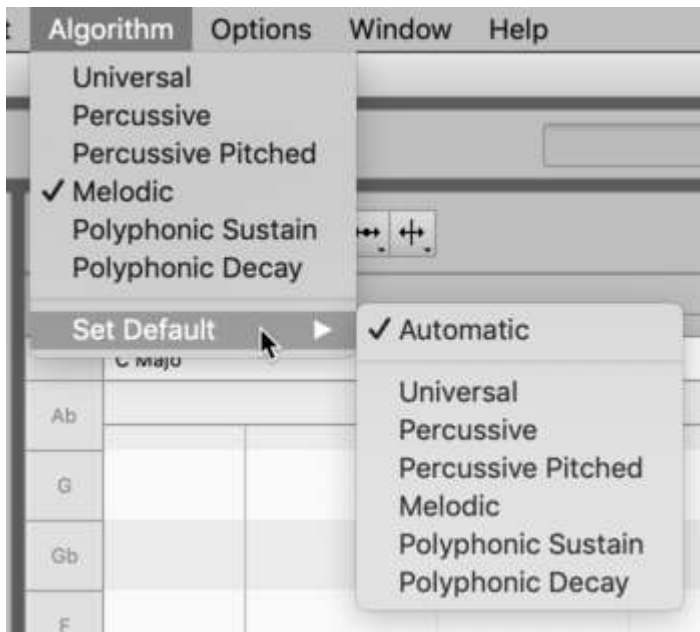 Algorithm Options Window Help
Universal
Percussive
Percussive Pitched
✓ Melodic
Polyphonic Sustain
Polyphonic Decay
Set Default
✓ Automatic
C Majo
Universal
Ab
Percussive
Percussive Pitched
G
Melodic
Polyphonic Sustain
Gb
Polyphonic Decay
F